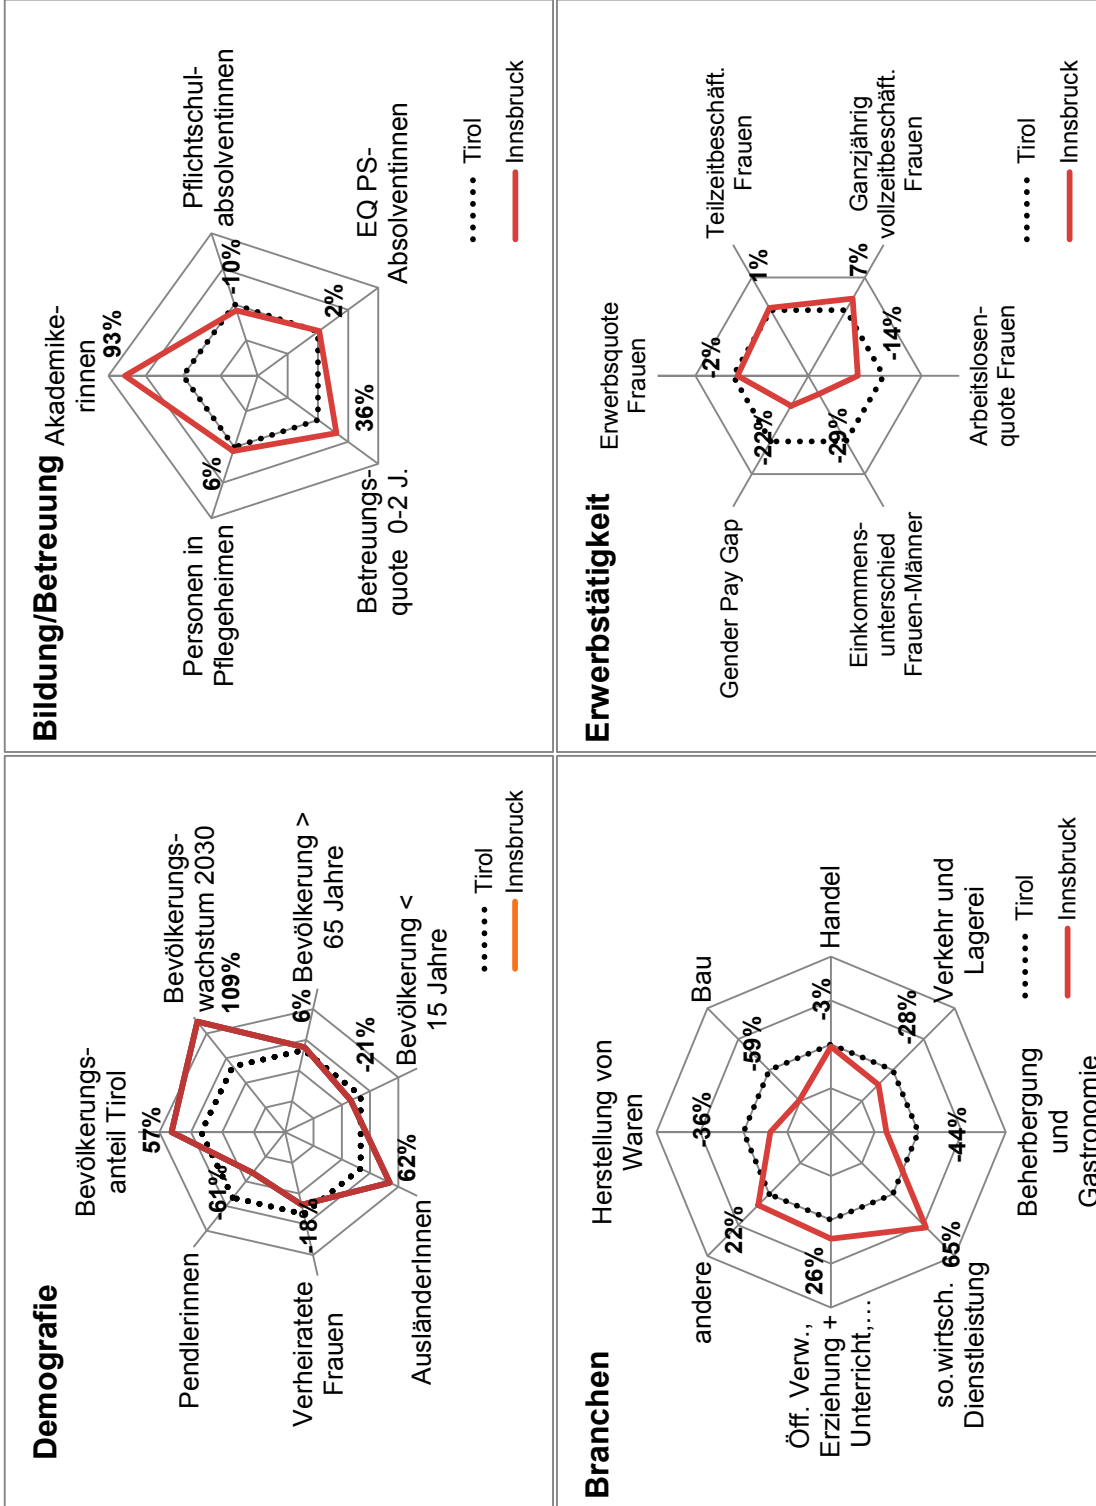 Demografie
Bevölkerungs-
anteil Tirol
57%
Bevölkerungs-
wachstum 2030
109%
6%
Bevölkerung >
65 Jahre
-21%
Bevölkerung <
15 Jahre
62%
AusländerInnen
-18%
Verheiratete
Frauen
-61%
Pendlerinnen
Tirol
Innsbruck
Bildung/Betreuung
Akademike-
rinnen
93%
Pflichtschul-
absolventinnen
-10%
2%
EQ PS-
Absolventinnen
36%
Betreuungs-
quote 0-2 J.
6%
Personen in
Pflegeheimen
Tirol
Innsbruck
Branchen
Herstellung von
Waren
-36%
Bau
-59%
Handel
-3%
-28%
Verkehr und
Lagerei
-44%
Beherbergung
und
Gastronomie
65%
so.wirtsch.
Dienstleistung
26%
Öff. Verw.,
Erziehung +
Unterricht,…
22%
andere
Tirol
Innsbruck
Erwerbstätigkeit
Erwerbsquote
Frauen
-2%
Teilzeitbeschäft.
Frauen
1%
7%
Ganzjährig
vollzeitbeschäft.
Frauen
-14%
Arbeitslosen-
quote Frauen
-29%
Einkommens-
unterschied
Frauen-Männer
-22%
Gender Pay Gap
Tirol
Innsbruck